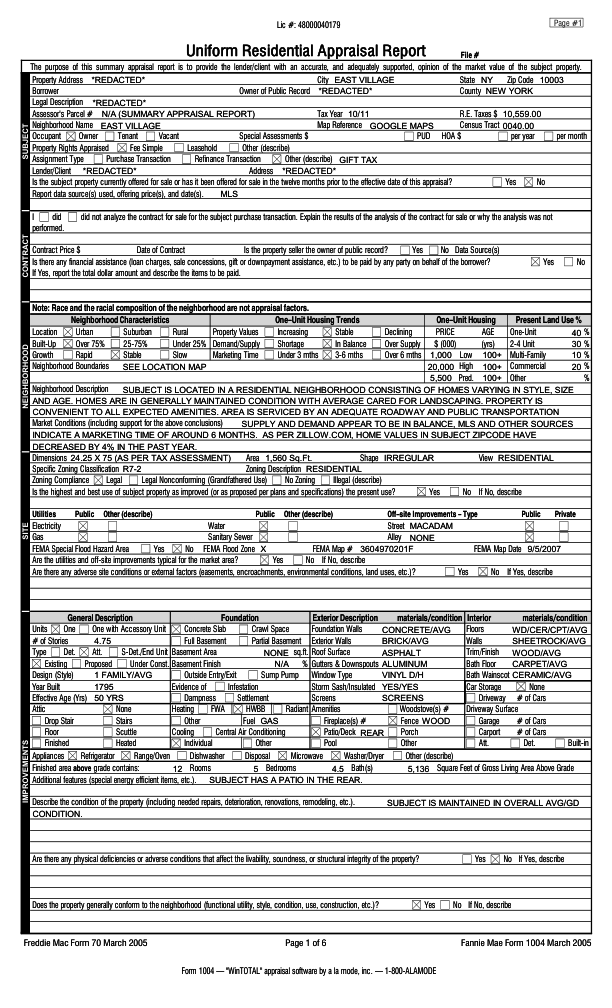 Lic #: 48000040179
Page #1
Uniform Residential Appraisal Report File #
The purpose of this summary appraisal report is to provide the lender/client with an accurate, and adequately supported, opinion of the market value of the subject property.
SUBJECT
Property Address *REDACTED* City EAST VILLAGE State NY Zip Code 10003
Borrower Owner of Public Record *REDACTED* County NEW YORK
Legal Description *REDACTED*
Assessor's Parcel # N/A (SUMMARY APPRAISAL REPORT) Tax Year 10/11 R.E. Taxes $ 10,559.00
Neighborhood Name EAST VILLAGE Map Reference GOOGLE MAPS Census Tract 0040.00
Occupant Owner Tenant Vacant Special Assessments $ PUD HOA $ per year per month
Property Rights Appraised Fee Simple Leasehold Other (describe)
Assignment Type Purchase Transaction Refinance Transaction Other (describe) GIFT TAX
Lender/Client *REDACTED* Address *REDACTED*
Is the subject property currently offered for sale or has it been offered for sale in the twelve months prior to the effective date of this appraisal? Yes No
Report data source(s) used, offering price(s), and date(s). MLS
CONTRACT
I did did not analyze the contract for sale for the subject purchase transaction. Explain the results of the analysis of the contract for sale or why the analysis was not
performed.
Contract Price $ Date of Contract Is the property seller the owner of public record? Yes No Data Source(s)
Is there any financial assistance (loan charges, sale concessions, gift or downpayment assistance, etc.) to be paid by any party on behalf of the borrower? Yes No
If Yes, report the total dollar amount and describe the items to be paid.
NEIGHBORHOOD
Note: Race and the racial composition of the neighborhood are not appraisal factors.
Neighborhood Characteristics One-Unit Housing Trends One-Unit Housing Present Land Use %
Location Urban Suburban Rural Property Values Increasing Stable Declining PRICE AGE One-Unit 40 %
Built-Up Over 75% 25-75% Under 25% Demand/Supply Shortage In Balance Over Supply $ (000) (yrs) 2-4 Unit 30 %
Growth Rapid Stable Slow Marketing Time Under 3 mths 3-6 mths Over 6 mths 1,000 Low 100+ Multi-Family 10 %
Neighborhood Boundaries SEE LOCATION MAP 20,000 High 100+ Commercial 20 %
5,500 Pred. 100+ Other %
Neighborhood Description SUBJECT IS LOCATED IN A RESIDENTIAL NEIGHBORHOOD CONSISTING OF HOMES VARYING IN STYLE, SIZE
AND AGE. HOMES ARE IN GENERALLY MAINTAINED CONDITION WITH AVERAGE CARED FOR LANDSCAPING. PROPERTY IS
CONVENIENT TO ALL EXPECTED AMENITIES. AREA IS SERVICED BY AN ADEQUATE ROADWAY AND PUBLIC TRANSPORTATION
Market Conditions (including support for the above conclusions) SUPPLY AND DEMAND APPEAR TO BE IN BALANCE, MLS AND OTHER SOURCES
INDICATE A MARKETING TIME OF AROUND 6 MONTHS. AS PER ZILLOW.COM, HOME VALUES IN SUBJECT ZIPCODE HAVE
DECREASED BY 4% IN THE PAST YEAR.
SITE
Dimensions 24.25 X 75 (AS PER TAX ASSESSMENT) Area 1,560 Sq.Ft. Shape IRREGULAR View RESIDENTIAL
Specific Zoning Classification R7-2 Zoning Description RESIDENTIAL
Zoning Compliance Legal Legal Nonconforming (Grandfathered Use) No Zoning Illegal (describe)
Is the highest and best use of subject property as improved (or as proposed per plans and specifications) the present use? Yes No If No, describe
Utilities Public Other (describe) Public Other (describe) Off-site Improvements - Type Public Private
Electricity Water Street MACADAM
Gas Sanitary Sewer Alley NONE
FEMA Special Flood Hazard Area Yes No FEMA Flood Zone X FEMA Map # 3604970201F FEMA Map Date 9/5/2007
Are the utilities and off-site improvements typical for the market area? Yes No If No, describe
Are there any adverse site conditions or external factors (easements, encroachments, environmental conditions, land uses, etc.)? Yes No If Yes, describe
IMPROVEMENTS
General Description Foundation Exterior Description materials/condition Interior materials/condition
Units One One with Accessory Unit Concrete Slab Crawl Space Foundation Walls CONCRETE/AVG Floors WD/CER/CPT/AVG
# of Stories 4.75 Full Basement Partial Basement Exterior Walls BRICK/AVG Walls SHEETROCK/AVG
Type Det. Att. S-Det./End Unit Basement Area NONE sq.ft. Roof Surface ASPHALT Trim/Finish WOOD/AVG
Existing Proposed Under Const. Basement Finish N/A % Gutters & Downspouts ALUMINUM Bath Floor CARPET/AVG
Design (Style) 1 FAMILY/AVG Outside Entry/Exit Sump Pump Window Type VINYL D/H Bath Wainscot CERAMIC/AVG
Year Built 1795 Evidence of Infestation Storm Sash/Insulated YES/YES Car Storage None
Effective Age (Yrs) 50 YRS Dampness Settlement Screens SCREENS Driveway # of Cars
Attic None Heating FWA HWBB Radiant Amenities Woodstove(s) # Driveway Surface
Drop Stair Stairs Other Fuel GAS Fireplace(s) # Fence WOOD Garage # of Cars
Floor Scuttle Cooling Central Air Conditioning Patio/Deck REAR Porch Carport # of Cars
Finished Heated Individual Other Pool Other Att. Det. Built-in
Appliances Refrigerator Range/Oven Dishwasher Disposal Microwave Washer/Dryer Other (describe)
Finished area above grade contains: 12 Rooms 5 Bedrooms 4.5 Bath(s) 5,136 Square Feet of Gross Living Area Above Grade
Additional features (special energy efficient items, etc.). SUBJECT HAS A PATIO IN THE REAR.
Describe the condition of the property (including needed repairs, deterioration, renovations, remodeling, etc.). SUBJECT IS MAINTAINED IN OVERALL AVG/GD
CONDITION.
Are there any physical deficiencies or adverse conditions that affect the livability, soundness, or structural integrity of the property? Yes No If Yes, describe
Does the property generally conform to the neighborhood (functional utility, style, condition, use, construction, etc.)? Yes No If No, describe
Freddie Mac Form 70 March 2005 Page 1 of 6 Fannie Mae Form 1004 March 2005
Form 1004 — "WinTOTAL" appraisal software by a la mode, inc. — 1-800-ALAMODE